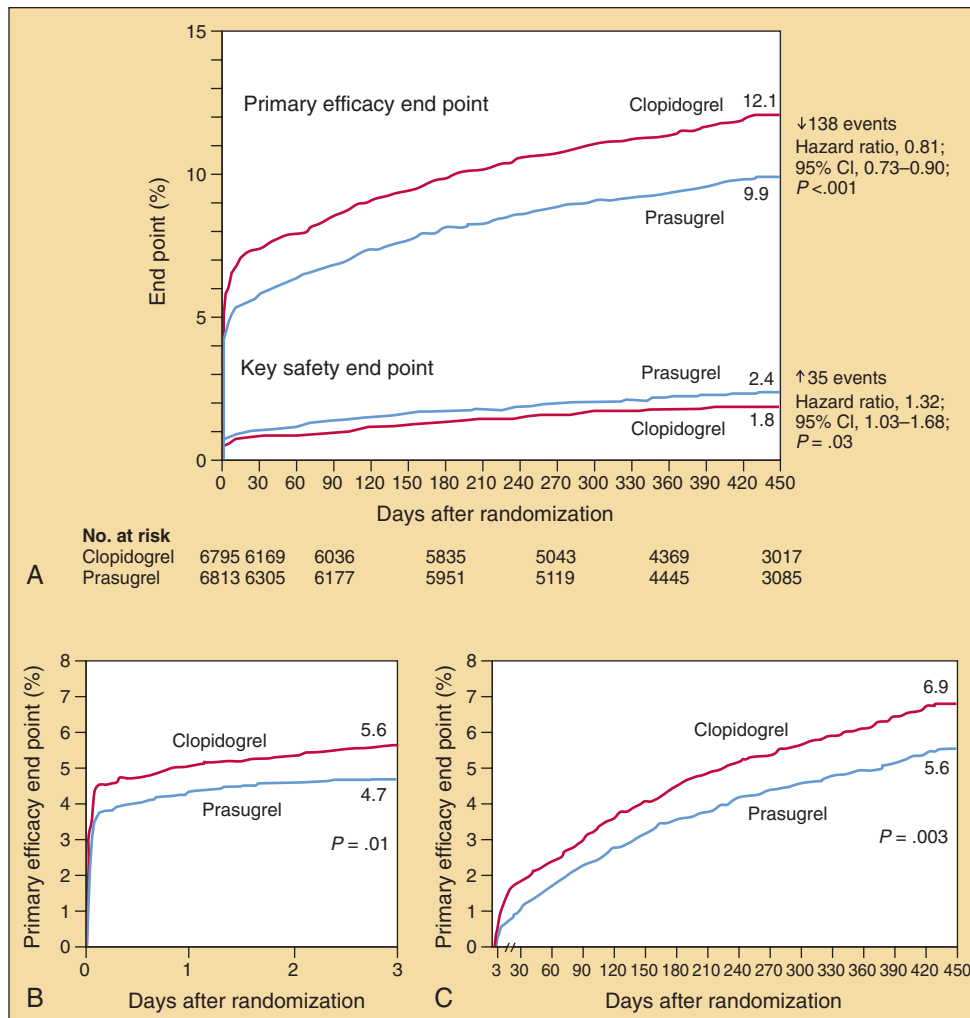 15
10
5
0
End point (%)
Primary efficacy end point
Clopidogrel
12.1
Prasugrel
9.9
↓138 events
Hazard ratio, 0.81;
95% CI, 0.73–0.90;
P <.001
Key safety end point
Prasugrel
2.4
Clopidogrel
1.8
↑35 events
Hazard ratio, 1.32;
95% CI, 1.03–1.68;
P = .03
0 30 60 90 120 150 180 210 240 270 300 330 360 390 420 450
Days after randomization
No. at risk
Clopidogrel 6795 6169 6036 5835 5043 4369 3017
Prasugrel 6813 6305 6177 5951 5119 4445 3085
A
8
7
6
5
4
3
2
1
0
Primary efficacy end point (%)
Clopidogrel
5.6
Prasugrel
4.7
P = .01
0 1 2 3
Days after randomization
B
8
7
6
5
4
3
2
1
0
Primary efficacy end point (%)
Clopidogrel
6.9
Prasugrel
5.6
P = .003
3 30 60 90 120 150 180 210 240 270 300 330 360 390 420 450
Days after randomization
C